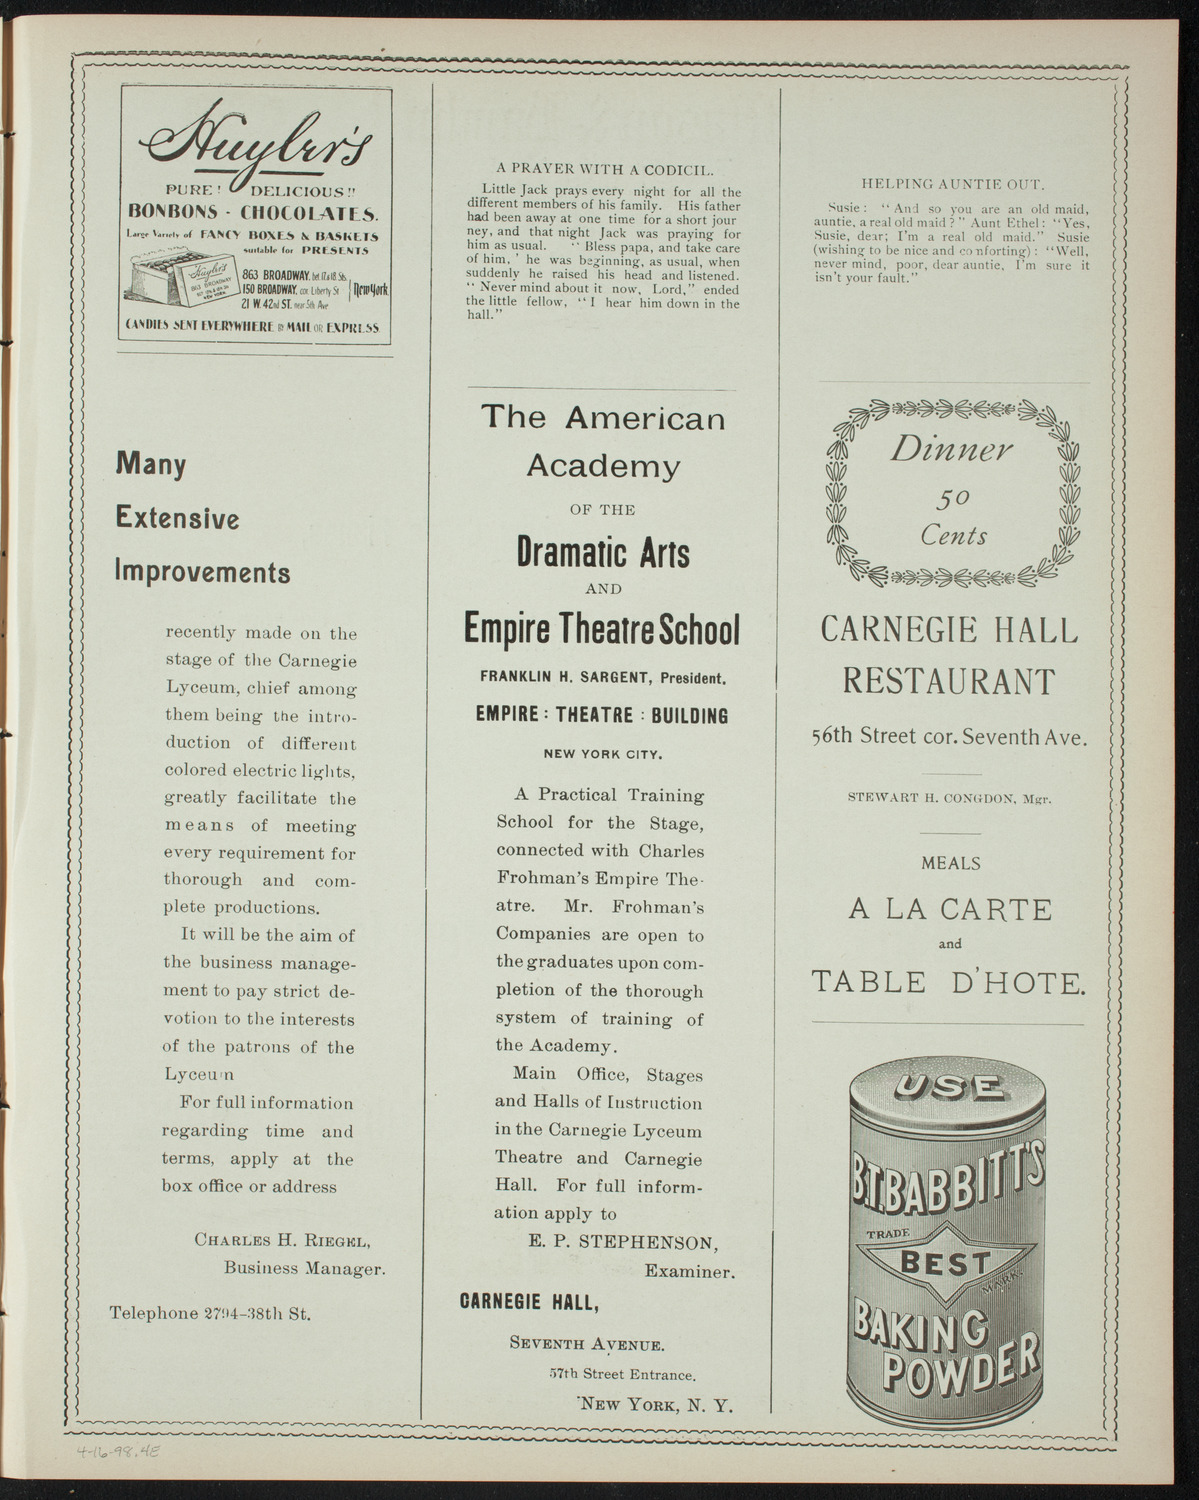 Huyler's
PURE! DELICIOUS!!
BONBONS - CHOCOLATES.
Large Variety of FANCY BOXES & BASKETS
suitable for PRESENTS
Huyler's
863 BROADWAY
NEW YORK
863 BROADWAY, bet 17 & 18 Sts.
150 BROADWAY, cor. Liberty St.
21 W. 42nd ST. near 5th Ave
New York
CANDIES SENT EVERYWHERE BY MAIL OR EXPRESS
Many
Extensive
Improvements
recently made on the
stage of the Carnegie
Lyceum, chief among
them being the intro-
duction of different
colored electric lights,
greatly facilitate the
means of meeting
every requirement for
thorough and com-
plete productions.
It will be the aim of
the business manage-
ment to pay strict de-
votion to the interests
of the patrons of the
Lyceum
For full information
regarding time and
terms, apply at the
box office or address
CHARLES H. RIEGEL,
Business Manager.
Telephone 2794-38th St.
A PRAYER WITH A CODICIL.
Little Jack prays every night for all the
different members of his family. His father
had been away at one time for a short jour
ney, and that night Jack was praying for
him as usual. "Bless papa, and take care
of him,' he was beginning, as usual, when
suddenly he raised his head and listened.
"Never mind about it now, Lord," ended
the little fellow, "I hear him down in the
hall."
The American
Academy
OF THE
Dramatic Arts
AND
Empire Theatre School
FRANKLIN H. SARGENT, President.
EMPIRE : THEATRE : BUILDING
NEW YORK CITY.
A Practical Training
School for the Stage,
connected with Charles
Frohman's Empire The-
atre. Mr. Frohman's
Companies are open to
the graduates upon com-
pletion of the thorough
system of training of
the Academy.
Main Office, Stages
and Halls of Instruction
in the Carnegie Lyceum
Theatre and Carnegie
Hall. For full inform-
ation apply to
E. P. STEPHENSON,
Examiner.
CARNEGIE HALL,
SEVENTH AVENUE.
57th Street Entrance.
NEW YORK, N. Y.
HELPING AUNTIE OUT.
Susie: "And so you are an old maid,
auntie, a real old maid?" Aunt Ethel: "Yes,
Susie, dear; I'm a real old maid." Susie
(wishing to be nice and comforting): "Well,
never mind, poor, dear auntie, I'm sure it
isn't your fault."
Dinner
50
Cents
CARNEGIE HALL
RESTAURANT
56th Street cor. Seventh Ave.
STEWART H. CONGDON, Mgr.
MEALS
A LA CARTE
and
TABLE D'HOTE.
USE
B.T. BABBITT'S
TRADE
BEST
MARK
BAKING
POWDER
4-16-98.4E